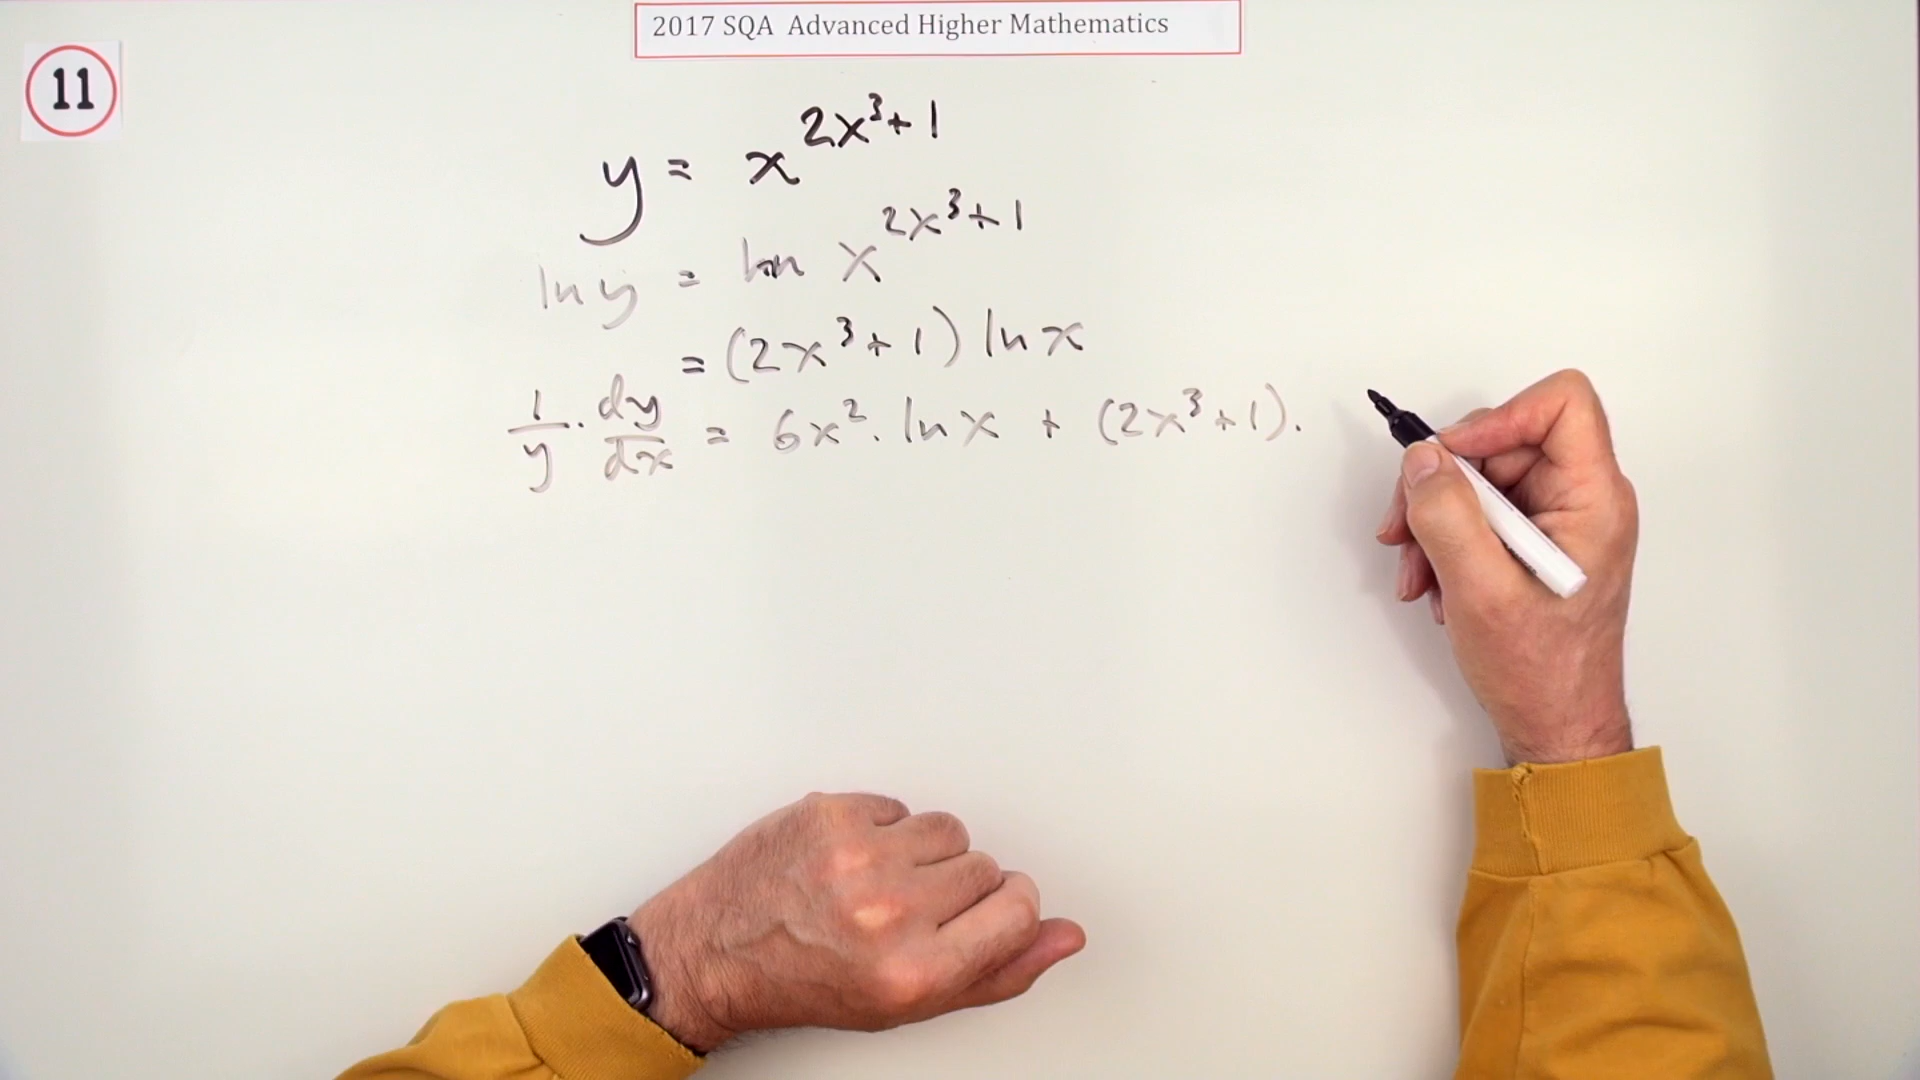 2017 SQA Advanced Higher Mathematics
11
y = x^(2x³+1)
ln y = ln x^(2x³+1)
= (2x³+1) ln x
1/y · dy/dx = 6x² · ln x + (2x³+1) ·